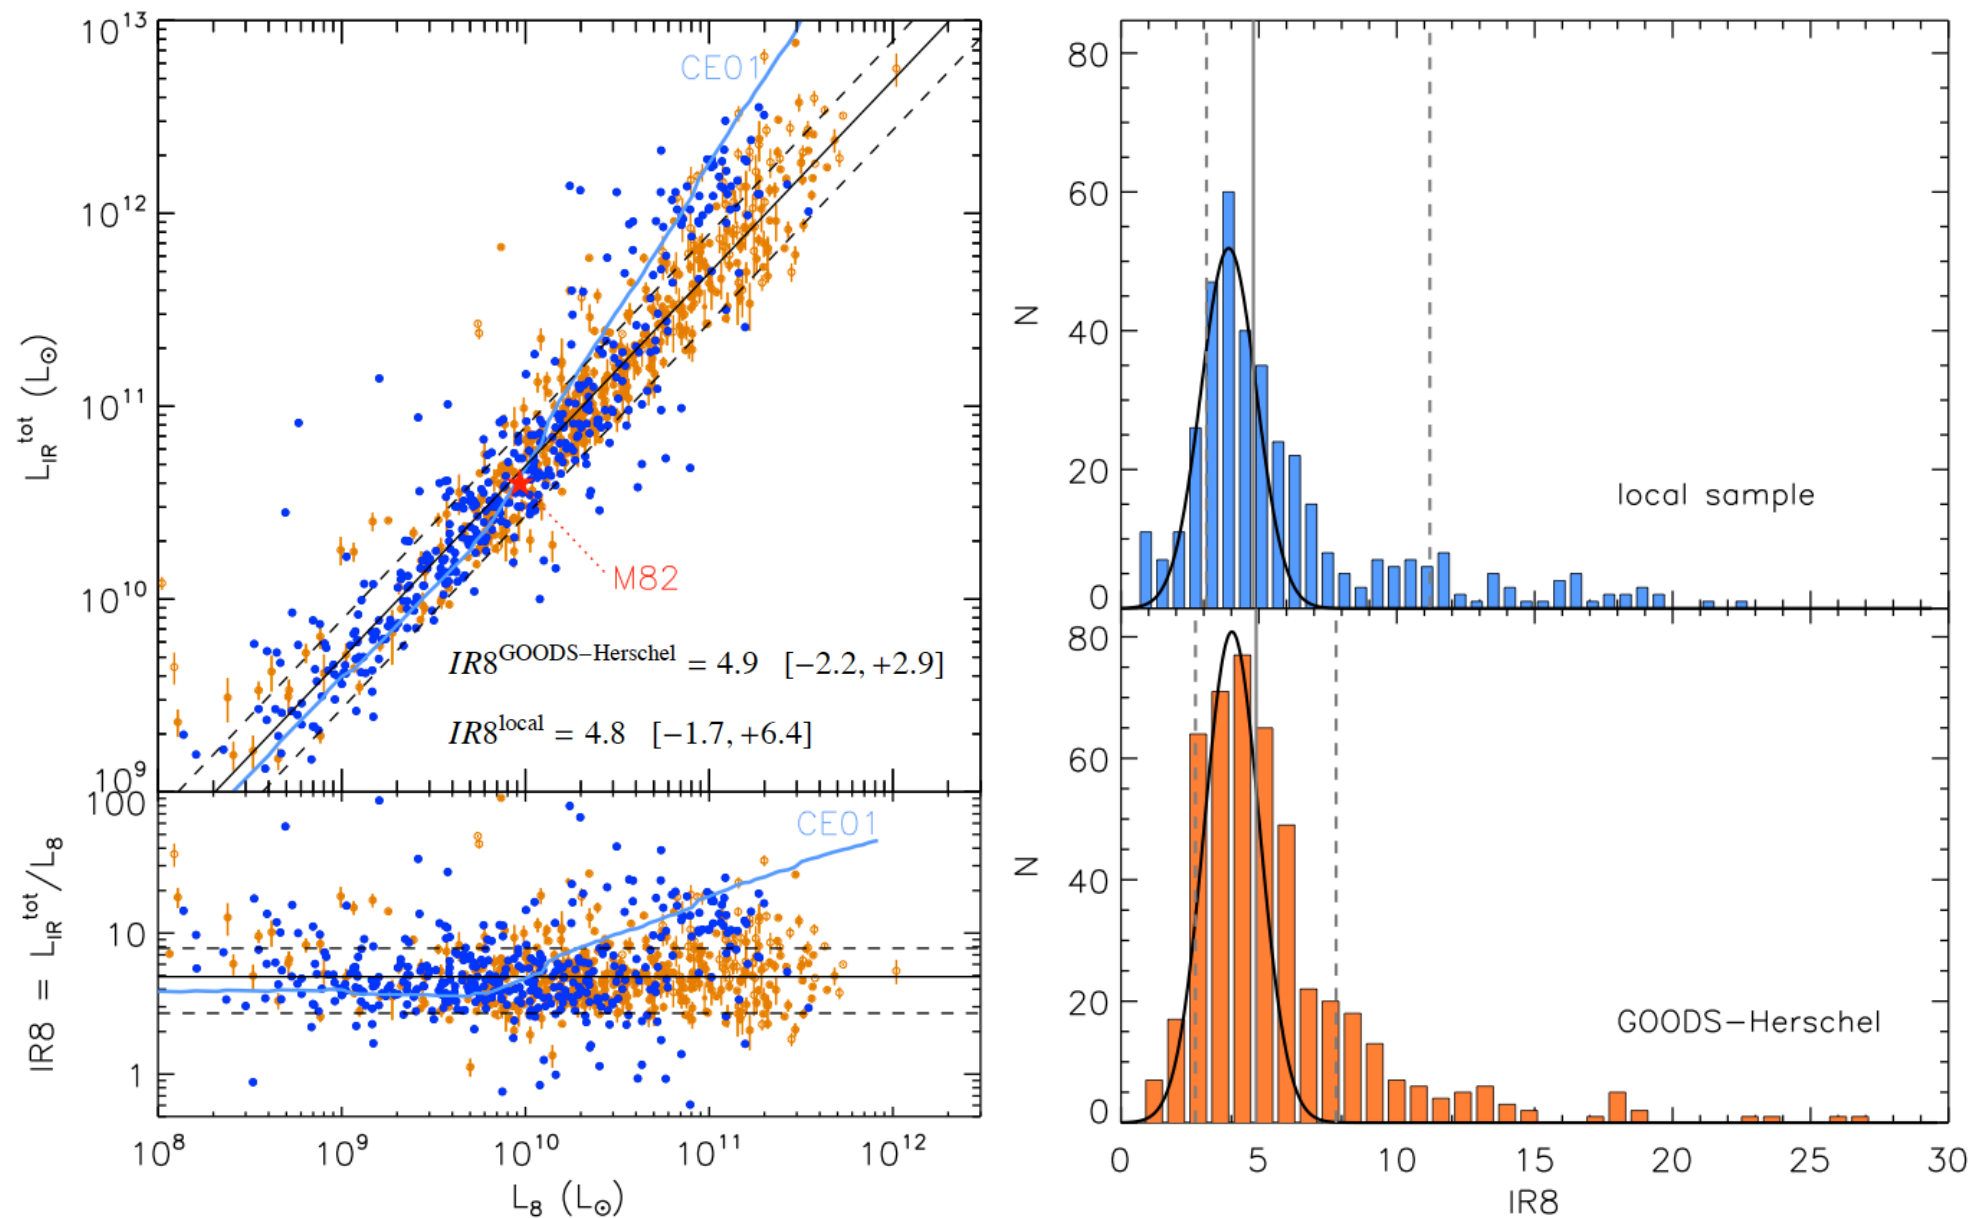 10^13
10^12
10^11
10^10
10^9
L_IR^tot (L_⊙)
CE01
M82
IR8^GOODS−Herschel = 4.9 [−2.2, +2.9]
IR8^local = 4.8 [−1.7, +6.4]
100
10
1
IR8 = L_IR^tot/L_8
CE01
10^8 10^9 10^10 10^11 10^12
L_8 (L_⊙)
80
60
40
20
0
N
local sample
80
60
40
20
0
N
GOODS−Herschel
0 5 10 15 20 25 30
IR8